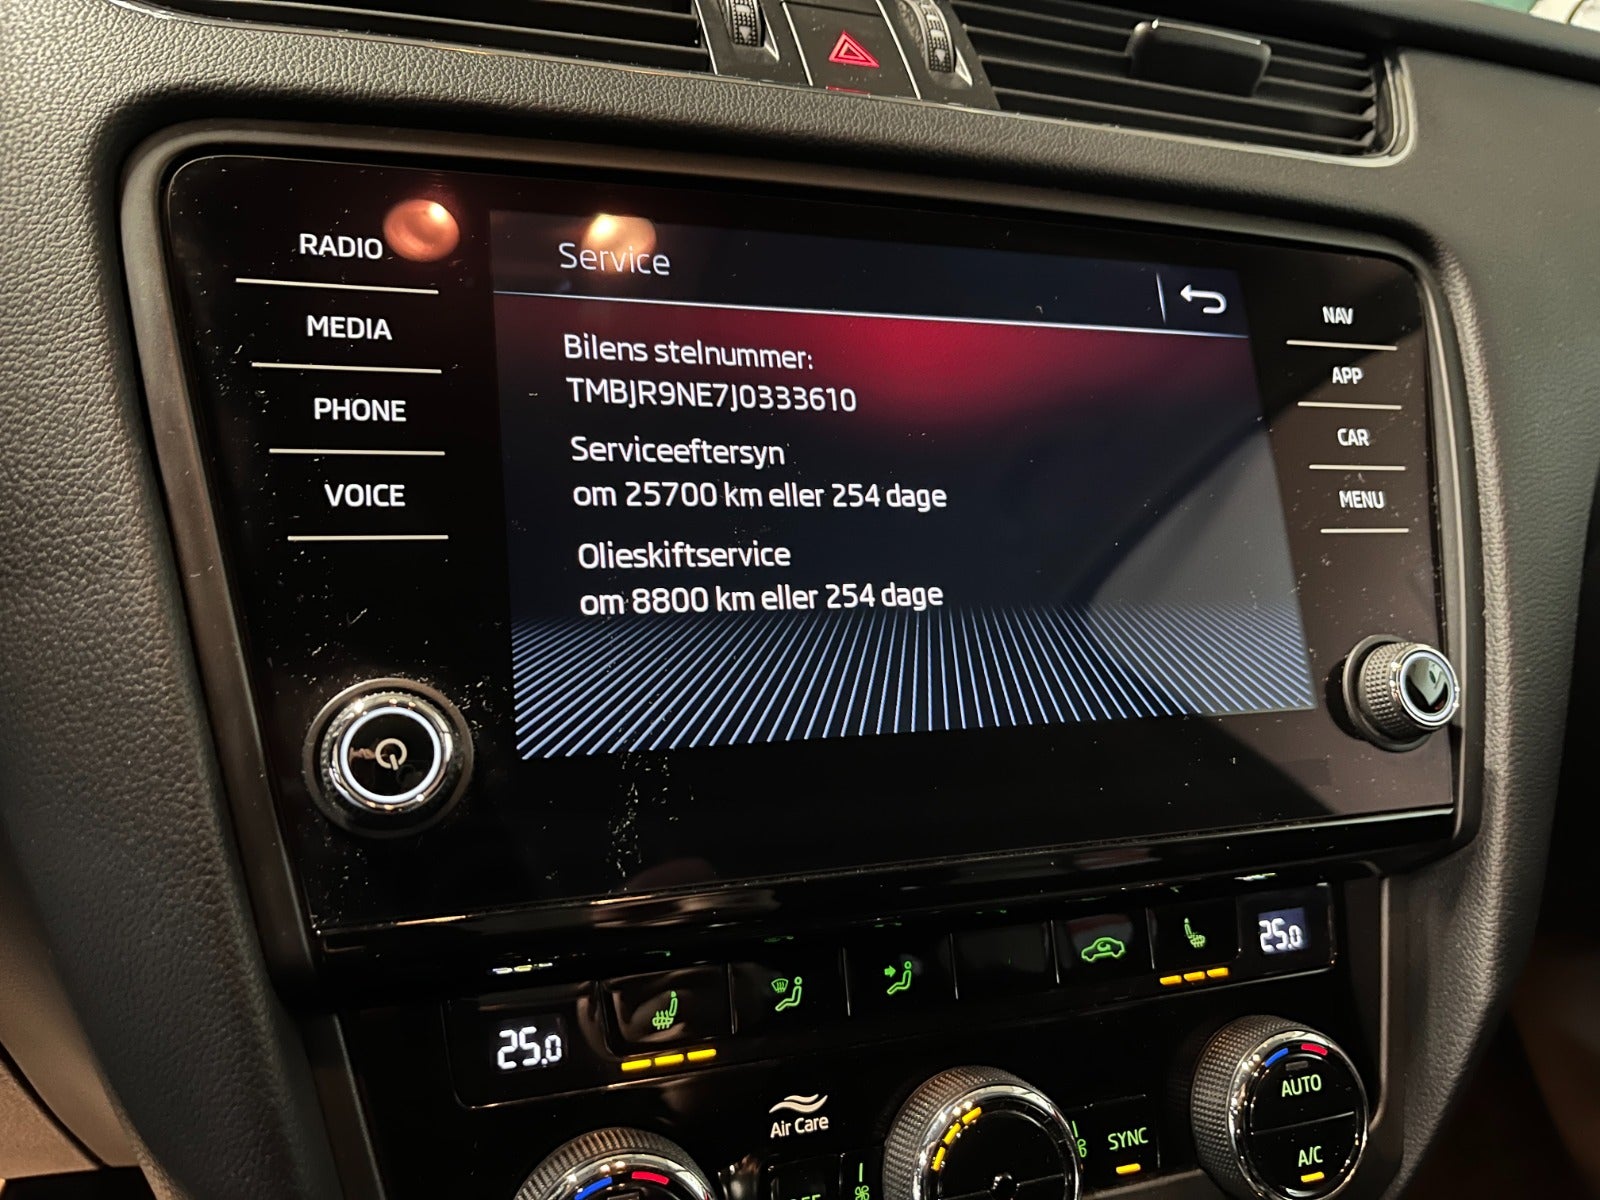 RADIO
MEDIA
PHONE
VOICE
Service
Bilens stelnummer:
TMBJR9NE7J0333610
Serviceeftersyn
om 25700 km eller 254 dage
Olieskiftservice
om 8800 km eller 254 dage
NAV
APP
CAR
MENU
25.0
25.0
Air Care
SYNC
AUTO
A/C